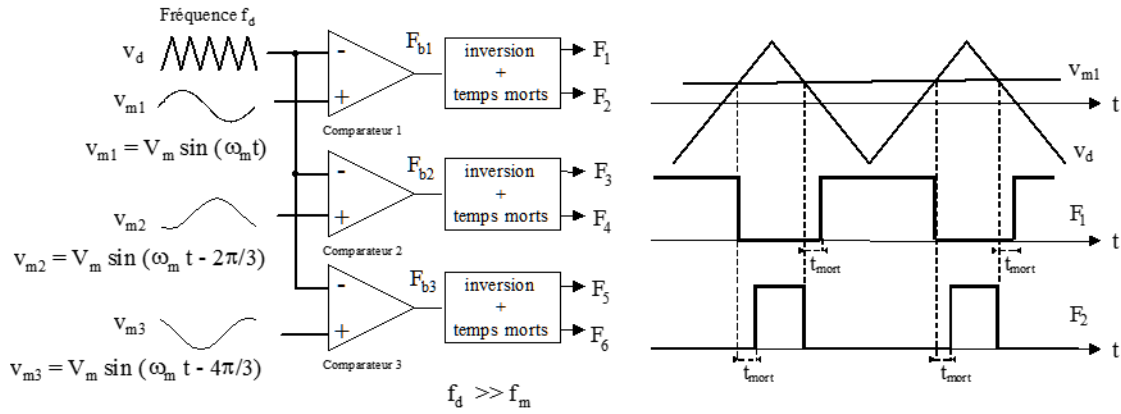 Fréquence f_d
v_d
v_m1
v_m1 = V_m sin (ω_m t)
v_m2
v_m2 = V_m sin (ω_m t - 2π/3)
v_m3
v_m3 = V_m sin (ω_m t - 4π/3)
-
+
Comparateur 1
F_b1
inversion
+
temps morts
F_1
F_2
-
+
Comparateur 2
F_b2
inversion
+
temps morts
F_3
F_4
-
+
Comparateur 3
F_b3
inversion
+
temps morts
F_5
F_6
f_d >> f_m
v_m1
t
v_d
F_1
t
t_mort
t_mort
F_2
t
t_mort
t_mort